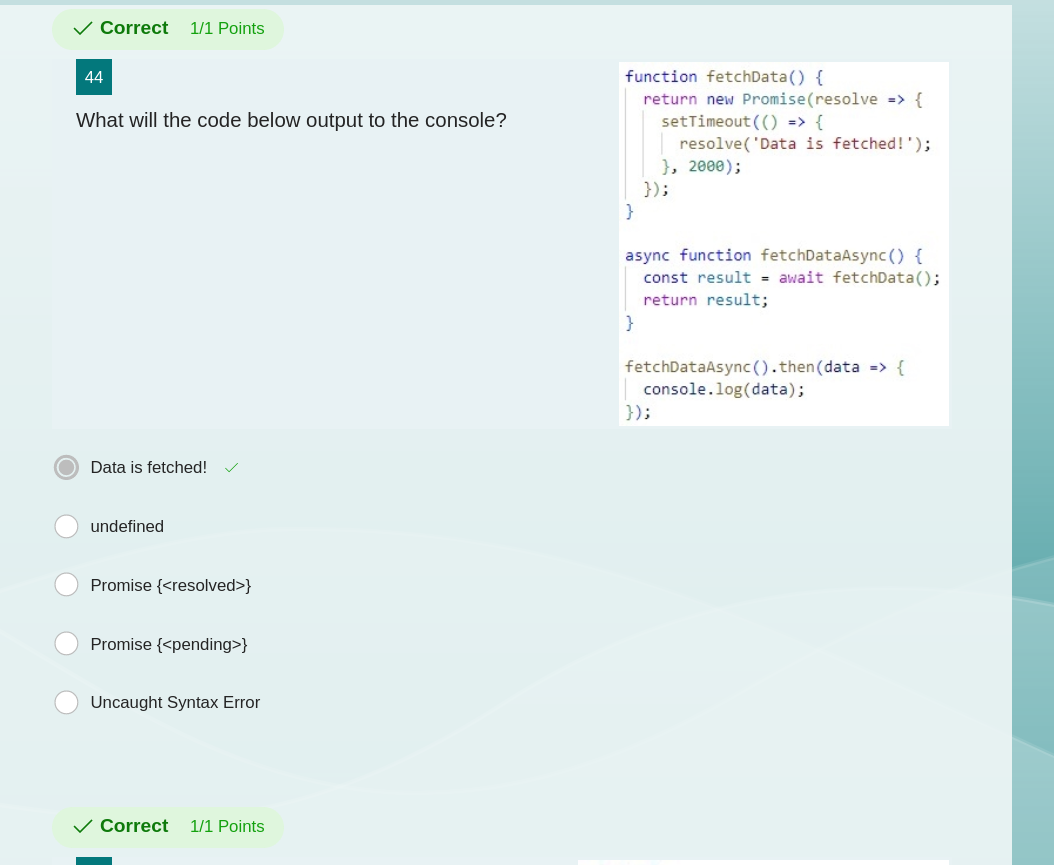 Correct 1/1 Points
44
What will the code below output to the console?
function fetchData() {
return new Promise(resolve => {
setTimeout(() => {
resolve('Data is fetched!');
}, 2000);
});
}
async function fetchDataAsync() {
const result = await fetchData();
return result;
}
fetchDataAsync().then(data => {
console.log(data);
});
Data is fetched!
undefined
Promise {<resolved>}
Promise {<pending>}
Uncaught Syntax Error
Correct 1/1 Points